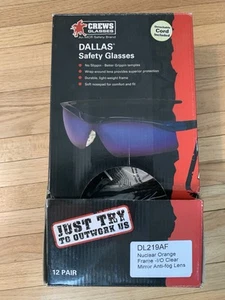 CREWS
GLASSES
DALLAS®
Safety Glasses
Cord
Included
No Slippin - Better Grippin temples
Wrap around lens provides superior protection
Durable light weight frame
Soft nosepad for comfort and fit
JUST TRY
TO OUTWORK US
12 PAIR
DL219AF
Nuclear Orange
Frame -I/O Clear
Mirror Anti-fog Lens